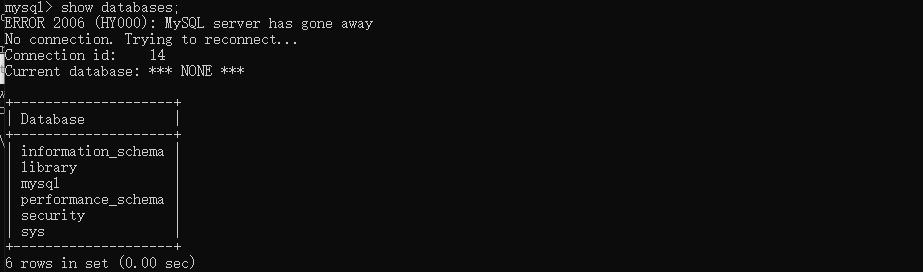 mysql> show databases;
ERROR 2006 (HY000): MySQL server has gone away
No connection. Trying to reconnect...
Connection id:    14
Current database: *** NONE ***

+--------------------+
| Database           |
+--------------------+
| information_schema |
| library            |
| mysql              |
| performance_schema |
| security           |
| sys                |
+--------------------+
6 rows in set (0.00 sec)